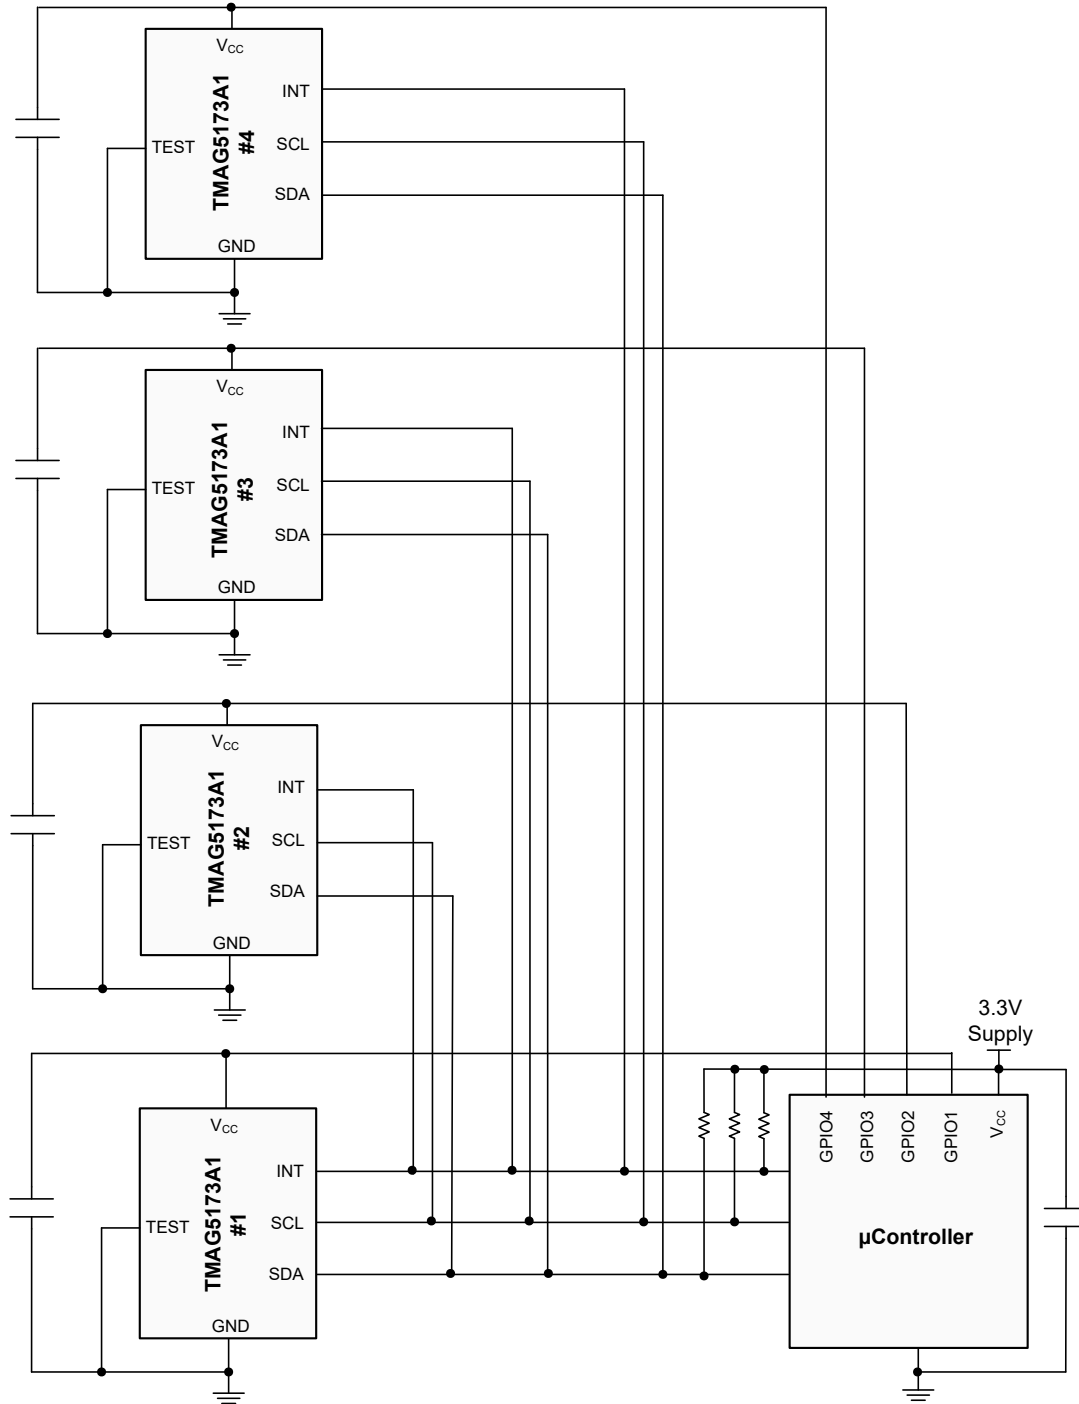 VCC
INT
TMAG5173A1
#4
TEST
SCL
SDA
GND
VCC
INT
TMAG5173A1
#3
TEST
SCL
SDA
GND
VCC
INT
TMAG5173A1
#2
TEST
SCL
SDA
GND
3.3V
Supply
VCC
INT
TMAG5173A1
#1
TEST
SCL
SDA
GND
GPIO4
GPIO3
GPIO2
GPIO1
VCC
µController